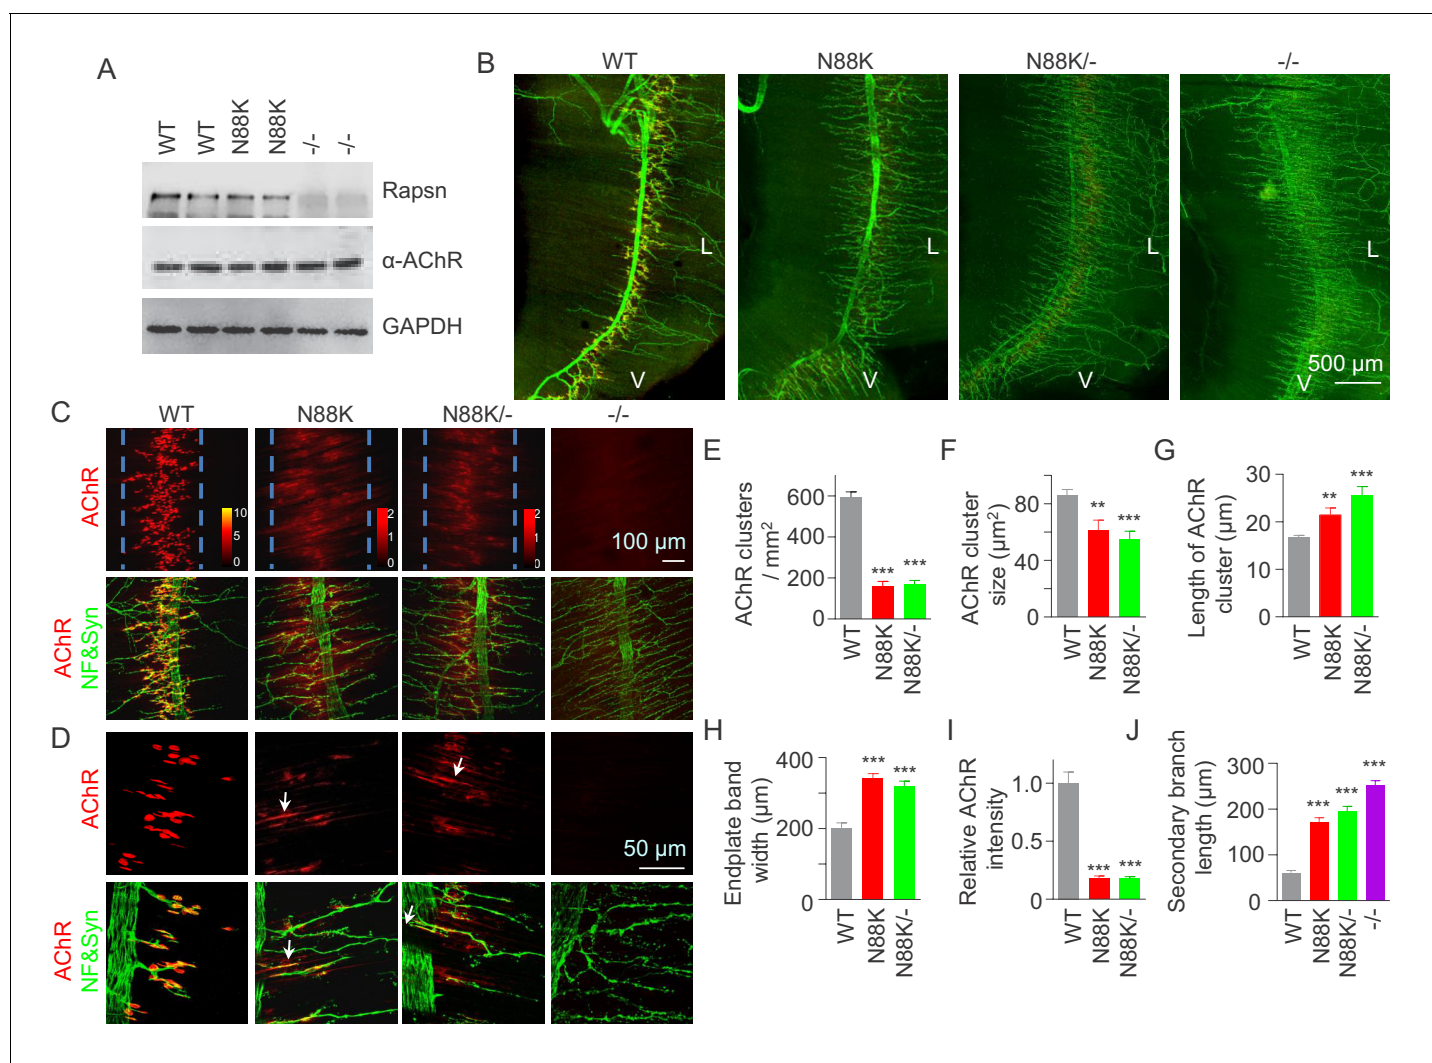 A
WT WT N88K N88K -/- -/-
Rapsn
α-AChR
GAPDH
B
WT N88K N88K/- -/-
L L L L
V V V V
500 µm
C
WT N88K N88K/- -/-
AChR
10
0
2
1
0
2
1
0
100 µm
AChR
NF&Syn
D
AChR
50 µm
AChR
NF&Syn
E
AChR clusters
/ mm²
600
400
200
0
*** ***
WT N88K N88K/-
F
AChR cluster
size (µm²)
80
40
0
** ***
WT N88K N88K/-
G
Length of AChR
cluster (µm)
30
20
10
0
** ***
WT N88K N88K/-
H
Endplate band
width (µm)
400
200
0
*** ***
WT N88K N88K/-
I
Relative AChR
intensity
1.0
0.5
0
*** ***
WT N88K N88K/-
J
Secondary branch
length (µm)
300
200
100
0
*** *** ***
WT N88K N88K/- -/-